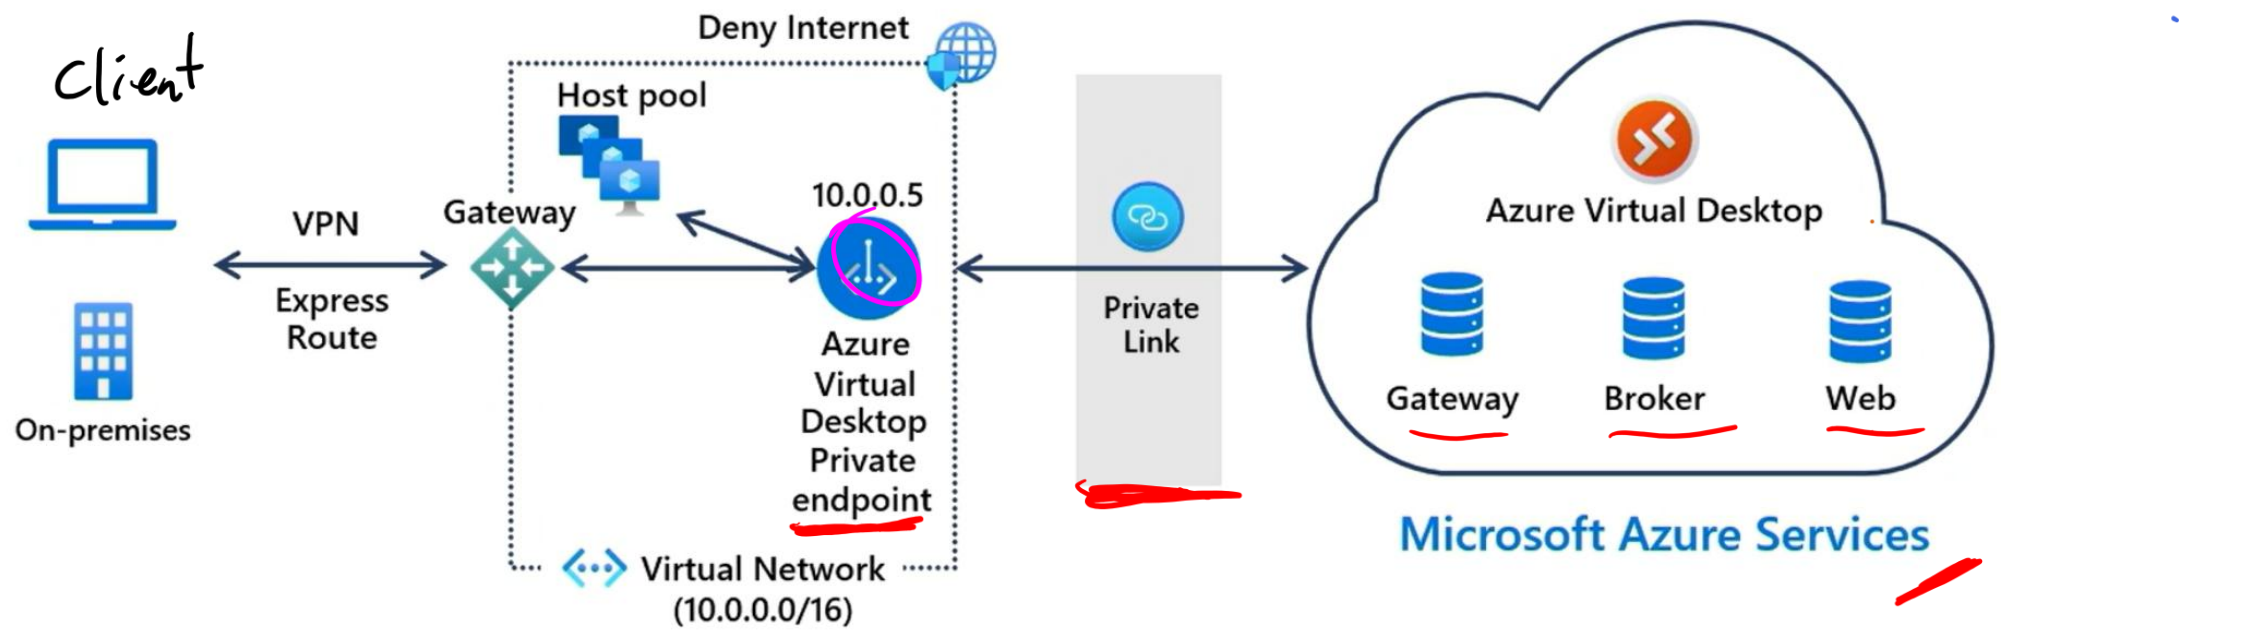 Client
On-premises
VPN
Express
Route
Gateway
Deny Internet
Host pool
10.0.0.5
Azure
Virtual
Desktop
Private
endpoint
Virtual Network
(10.0.0.0/16)
Private
Link
Azure Virtual Desktop
Gateway
Broker
Web
Microsoft Azure Services